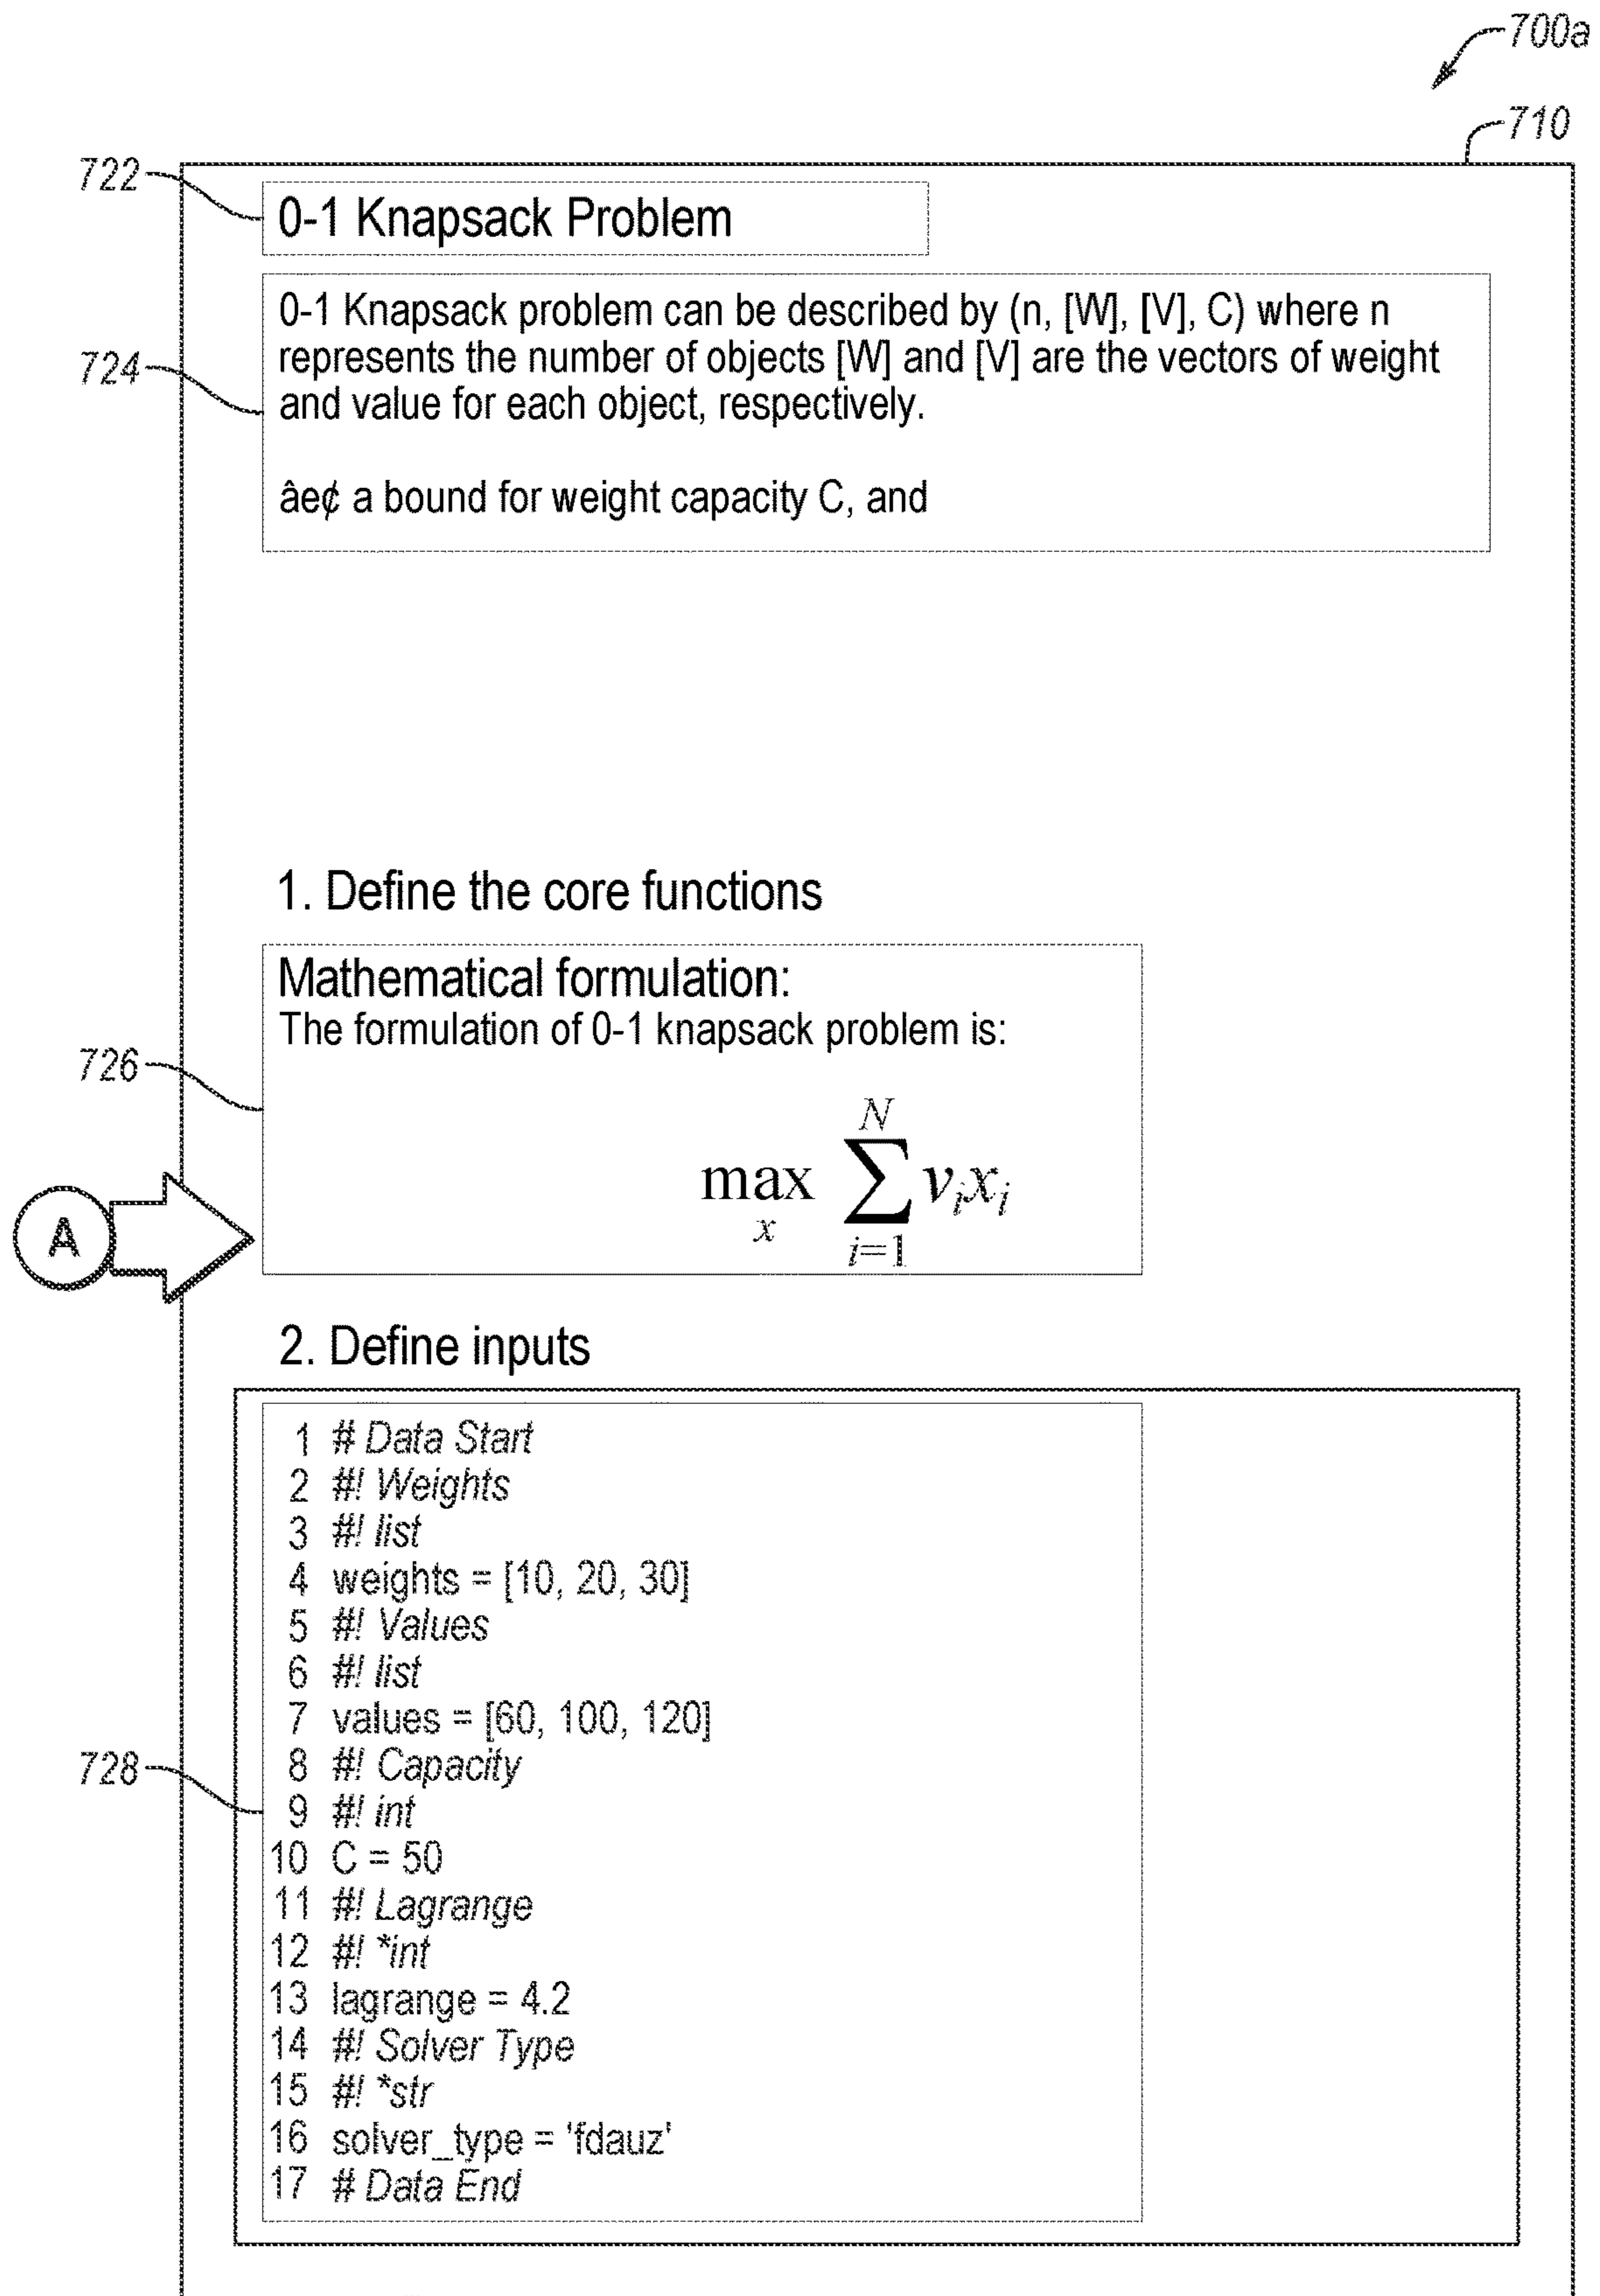 700a
710
722
0-1 Knapsack Problem
724
0-1 Knapsack problem can be described by (n, [W], [V], C) where n
represents the number of objects [W] and [V] are the vectors of weight
and value for each object, respectively.
âe₵ a bound for weight capacity C, and
1. Define the core functions
726
Mathematical formulation:
The formulation of 0-1 knapsack problem is:
max_x ∑_{i=1}^{N} v_i x_i
A
2. Define inputs
728
1 # Data Start
2 #! Weights
3 #! list
4 weights = [10, 20, 30]
5 #! Values
6 #! list
7 values = [60, 100, 120]
8 #! Capacity
9 #! int
10 C = 50
11 #! Lagrange
12 #! *int
13 lagrange = 4.2
14 #! Solver Type
15 #! *str
16 solver_type = 'fdauz'
17 # Data End